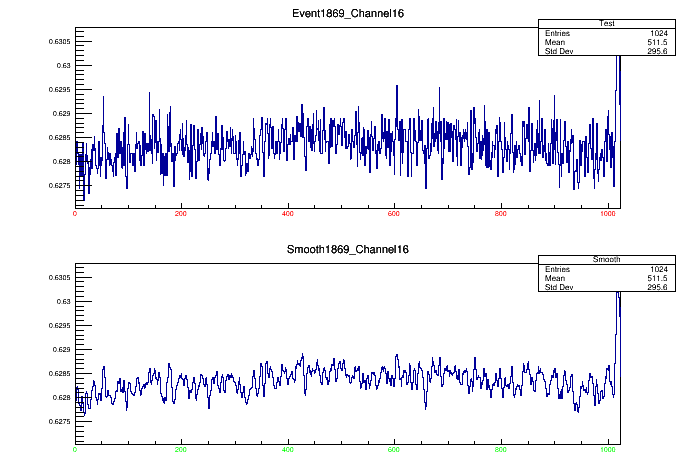 Event1869_Channel16
Test
Entries 1024
Mean 511.5
Std Dev 295.6
0.6305
0.63
0.6295
0.629
0.6285
0.628
0.6275
0 200 400 600 800 1000
Smooth1869_Channel16
Smooth
Entries 1024
Mean 511.5
Std Dev 295.6
0.6305
0.63
0.6295
0.629
0.6285
0.628
0.6275
0 200 400 600 800 1000